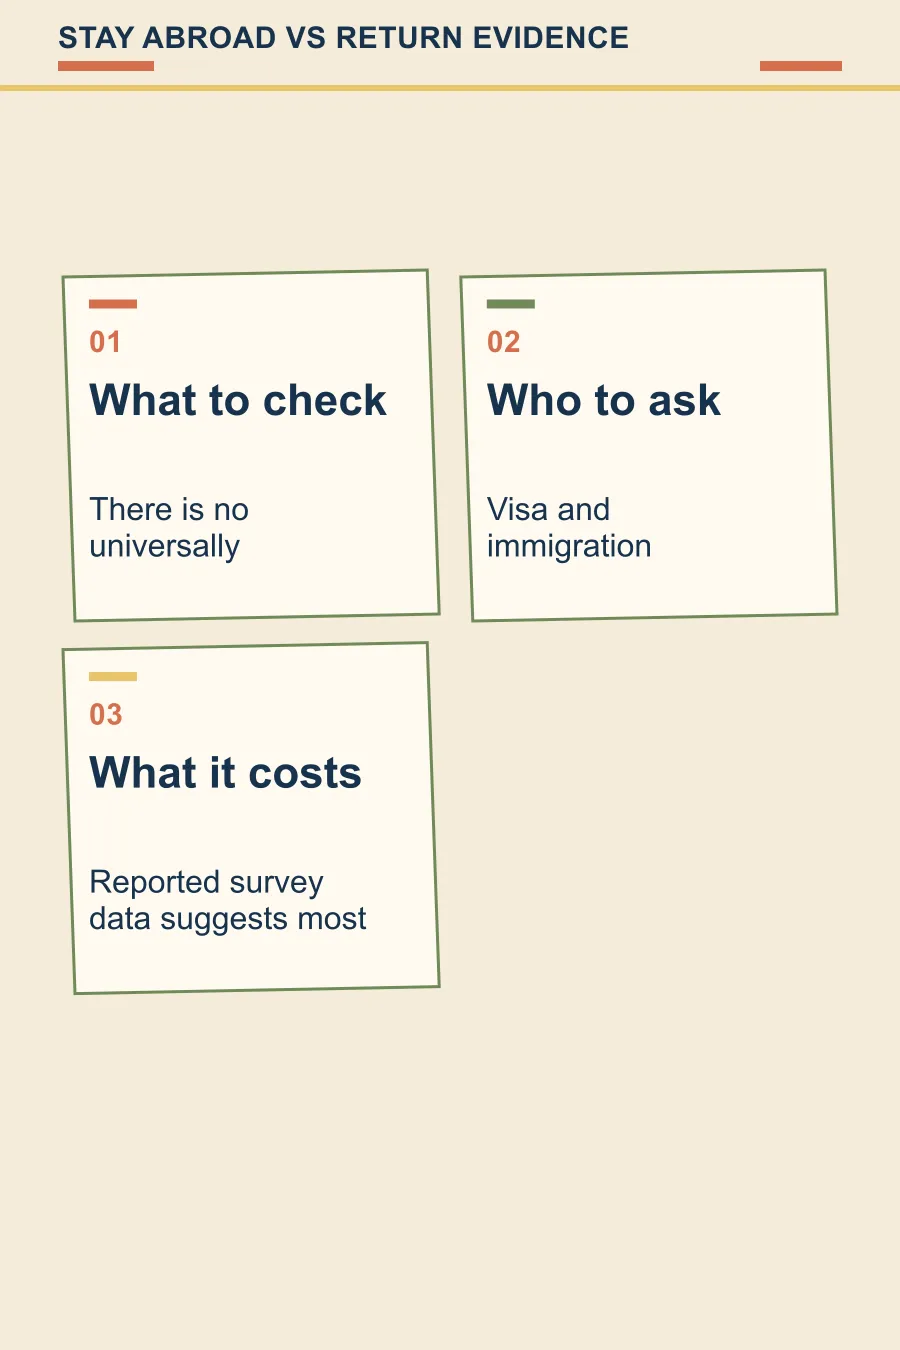 STAY ABROAD VS RETURN EVIDENCE
01
What to check
There is no
universally
02
Who to ask
Visa and
immigration
03
What it costs
Reported survey
data suggests most